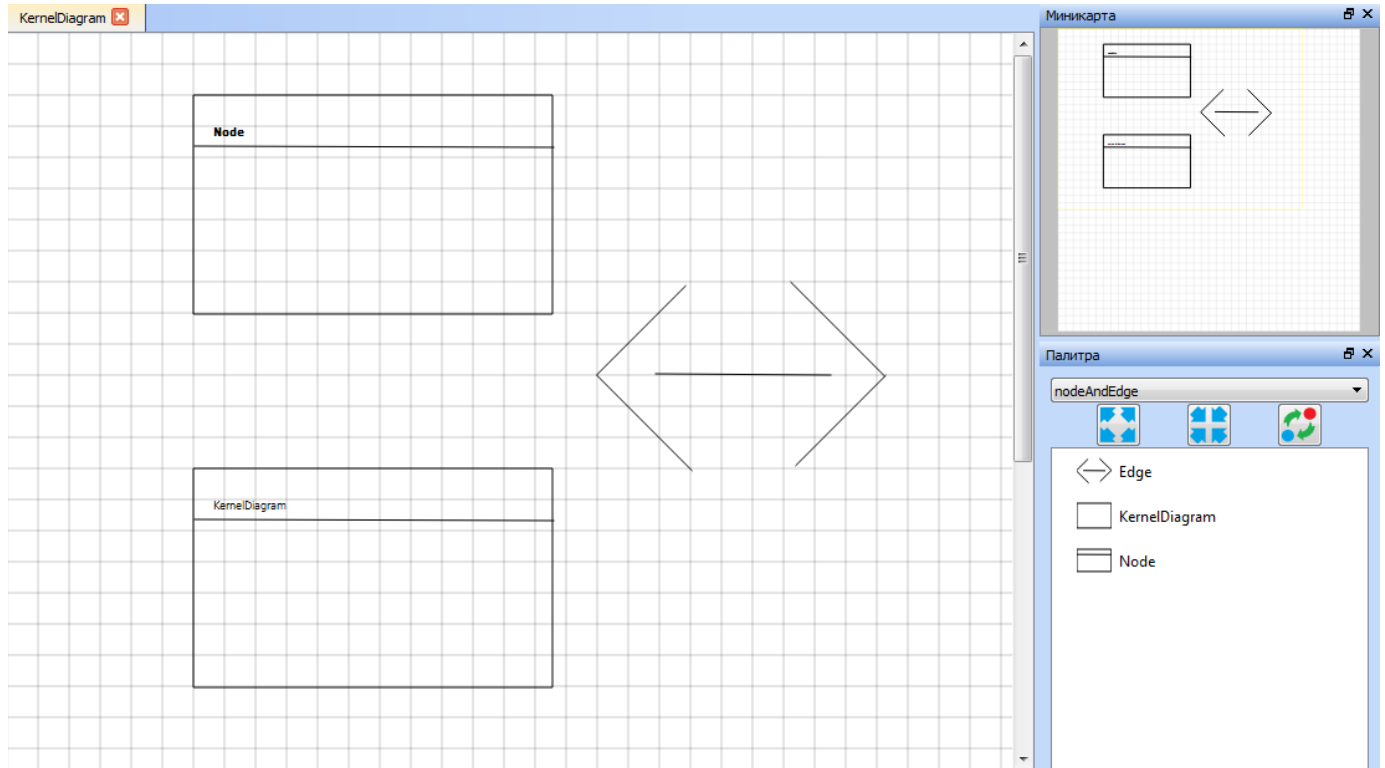 KernelDiagram
Node
KernelDiagram
Миникарта
Палитра
nodeAndEdge
Edge
KernelDiagram
Node